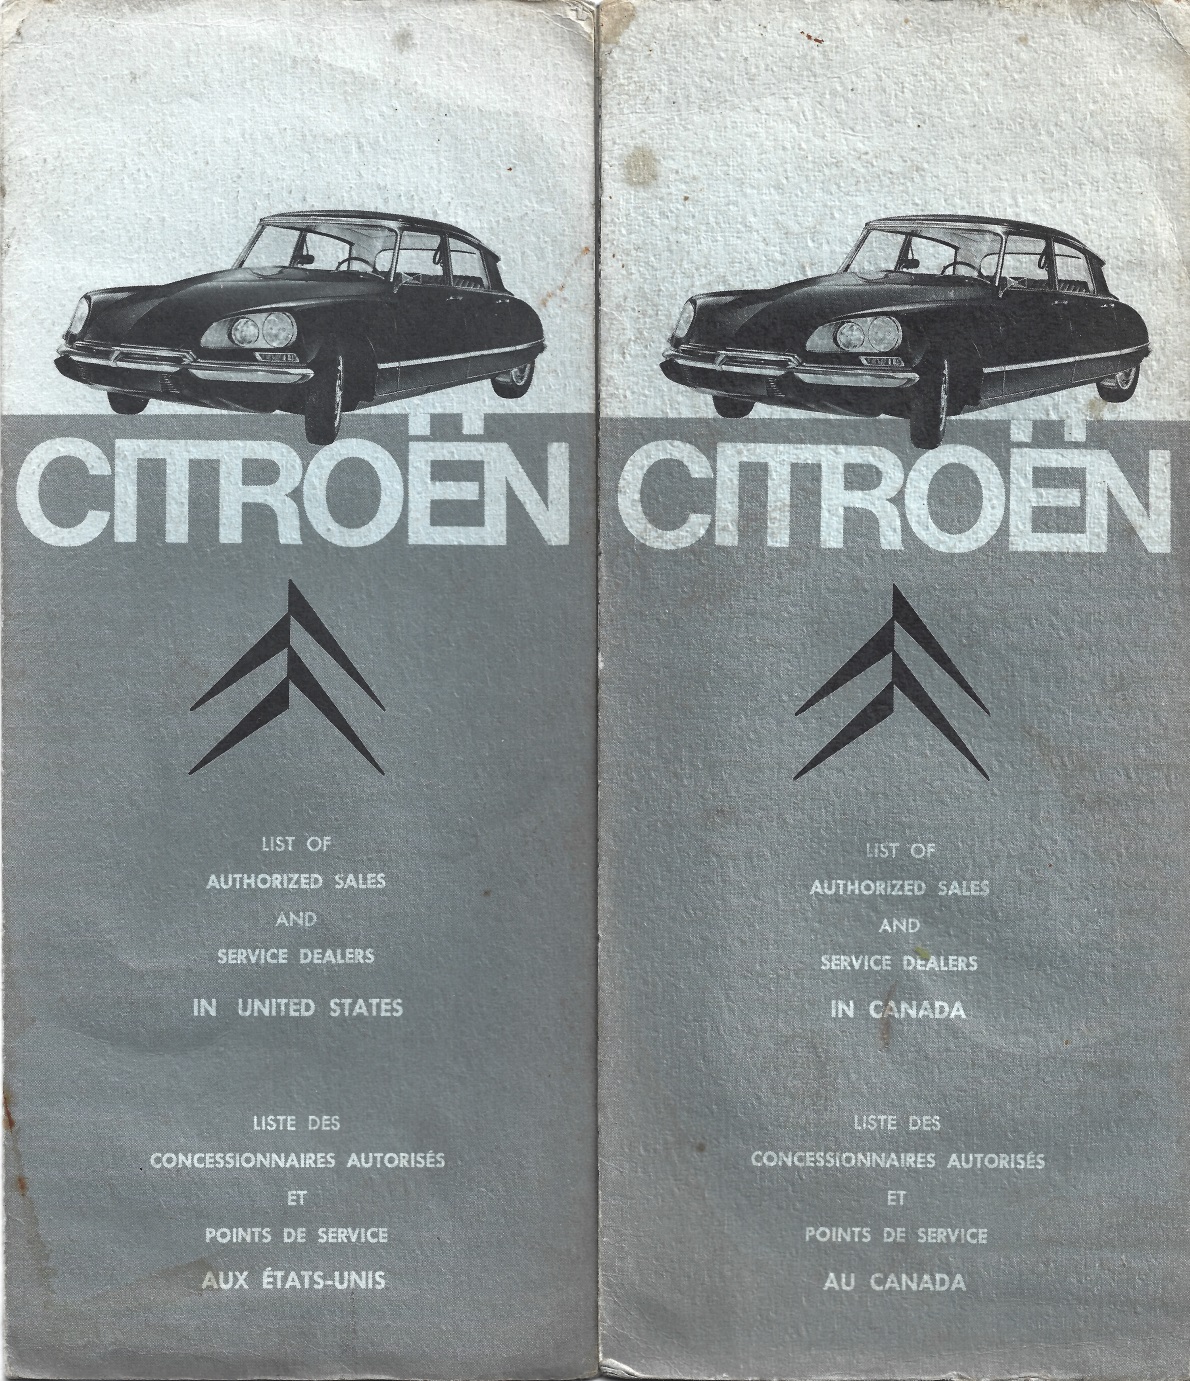 CITROËN
LIST OF
AUTHORIZED SALES
AND
SERVICE DEALERS
IN UNITED STATES
LISTE DES
CONCESSIONNAIRES AUTORISÉS
ET
POINTS DE SERVICE
AUX ÉTATS-UNIS
CITROËN
LIST OF
AUTHORIZED SALES
AND
SERVICE DEALERS
IN CANADA
LISTE DES
CONCESSIONNAIRES AUTORISÉS
ET
POINTS DE SERVICE
AU CANADA